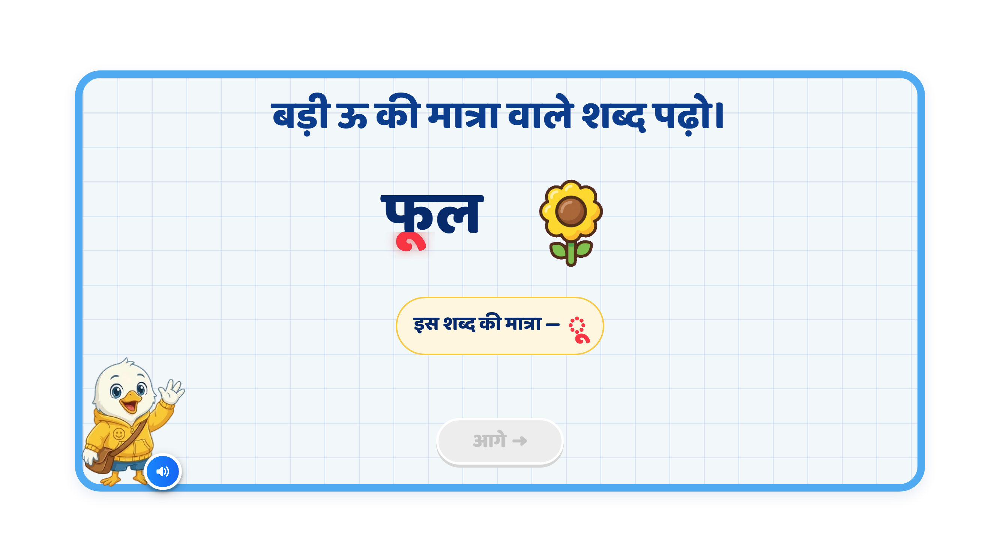 बड़ी ऊ की मात्रा वाले शब्द पढ़ो।
फूल
इस शब्द की मात्रा – ू
आगे →